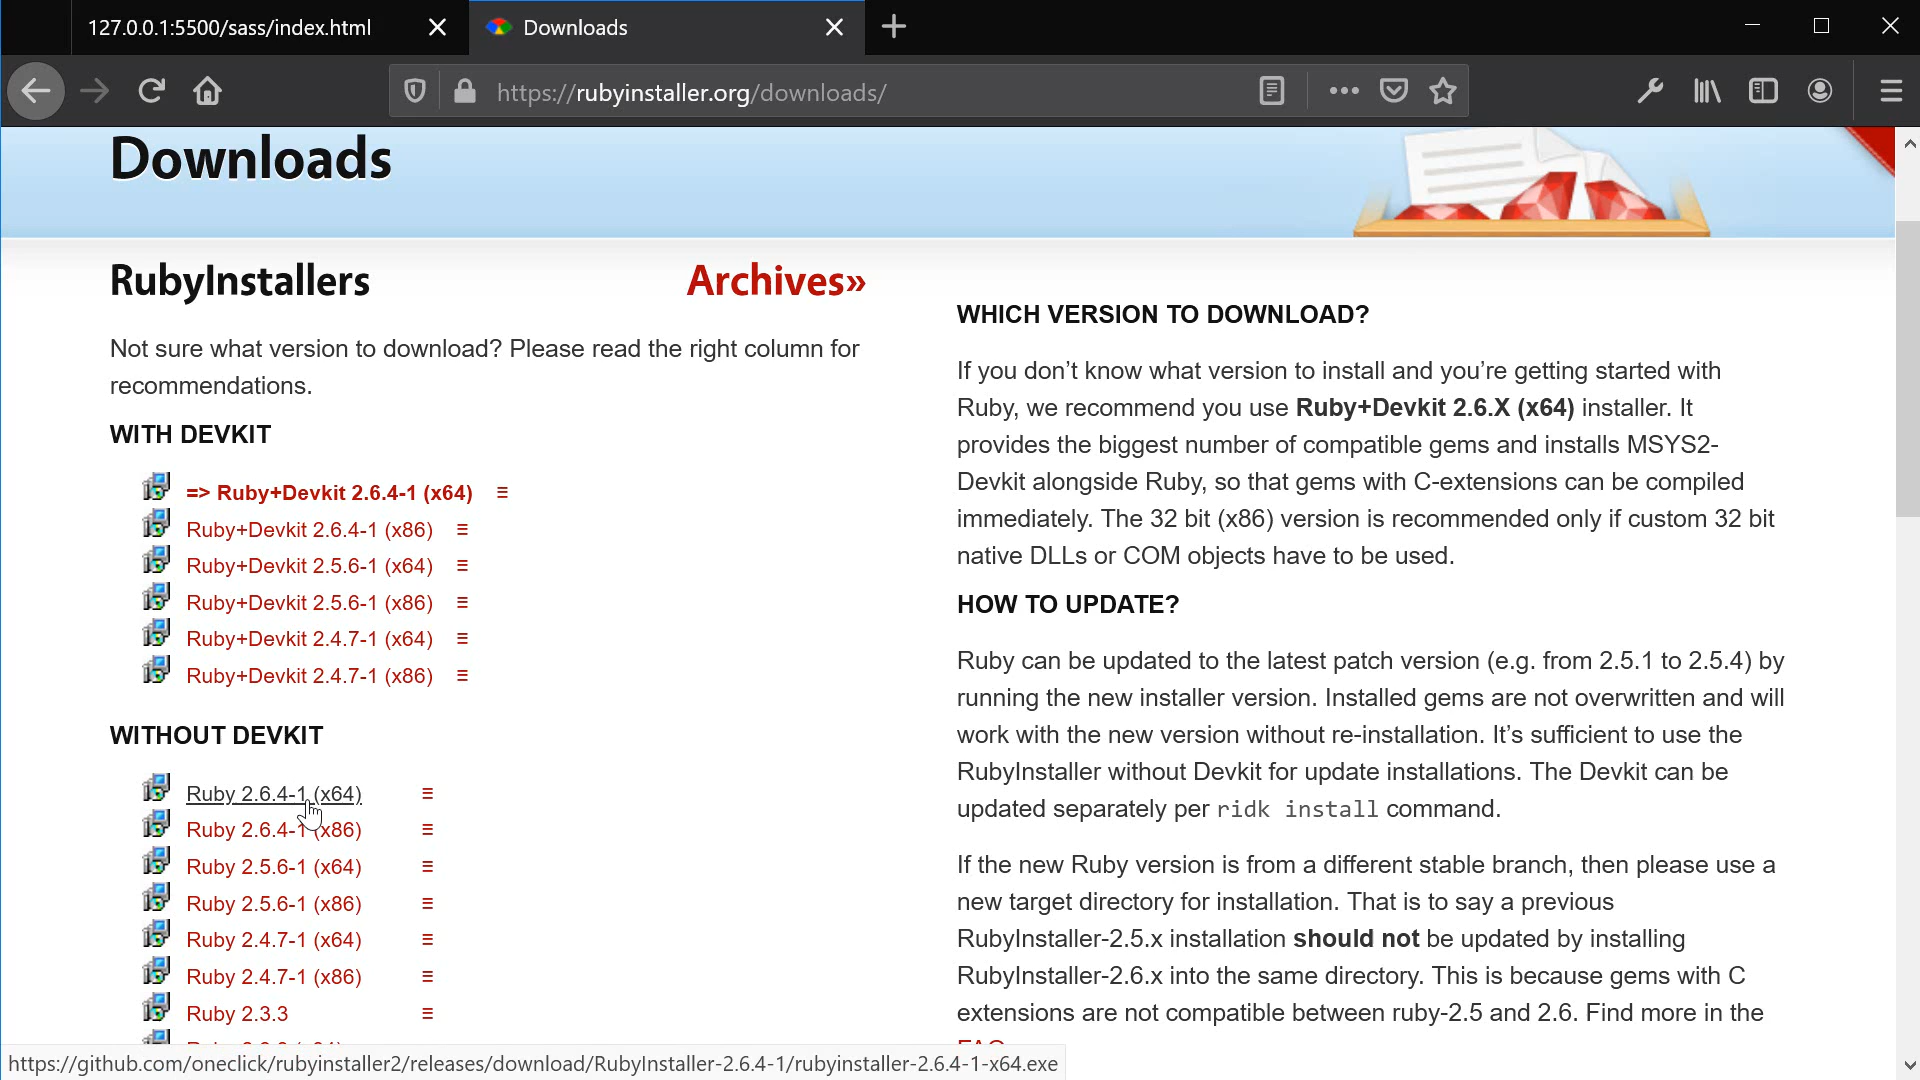 127.0.0.1:5500/sass/index.html
Downloads
https://rubyinstaller.org/downloads/
Downloads
RubyInstallers
Archives»
Not sure what version to download? Please read the right column for
recommendations.
WITH DEVKIT
=> Ruby+Devkit 2.6.4-1 (x64)
Ruby+Devkit 2.6.4-1 (x86)
Ruby+Devkit 2.5.6-1 (x64)
Ruby+Devkit 2.5.6-1 (x86)
Ruby+Devkit 2.4.7-1 (x64)
Ruby+Devkit 2.4.7-1 (x86)
WITHOUT DEVKIT
Ruby 2.6.4-1 (x64)
Ruby 2.6.4-1 (x86)
Ruby 2.5.6-1 (x64)
Ruby 2.5.6-1 (x86)
Ruby 2.4.7-1 (x64)
Ruby 2.4.7-1 (x86)
Ruby 2.3.3
WHICH VERSION TO DOWNLOAD?
If you don’t know what version to install and you’re getting started with
Ruby, we recommend you use Ruby+Devkit 2.6.X (x64) installer. It
provides the biggest number of compatible gems and installs MSYS2-
Devkit alongside Ruby, so that gems with C-extensions can be compiled
immediately. The 32 bit (x86) version is recommended only if custom 32 bit
native DLLs or COM objects have to be used.
HOW TO UPDATE?
Ruby can be updated to the latest patch version (e.g. from 2.5.1 to 2.5.4) by
running the new installer version. Installed gems are not overwritten and will
work with the new version without re-installation. It’s sufficient to use the
RubyInstaller without Devkit for update installations. The Devkit can be
updated separately per ridk install command.
If the new Ruby version is from a different stable branch, then please use a
new target directory for installation. That is to say a previous
RubyInstaller-2.5.x installation should not be updated by installing
RubyInstaller-2.6.x into the same directory. This is because gems with C
extensions are not compatible between ruby-2.5 and 2.6. Find more in the
FAQ
https://github.com/oneclick/rubyinstaller2/releases/download/RubyInstaller-2.6.4-1/rubyinstaller-2.6.4-1-x64.exe